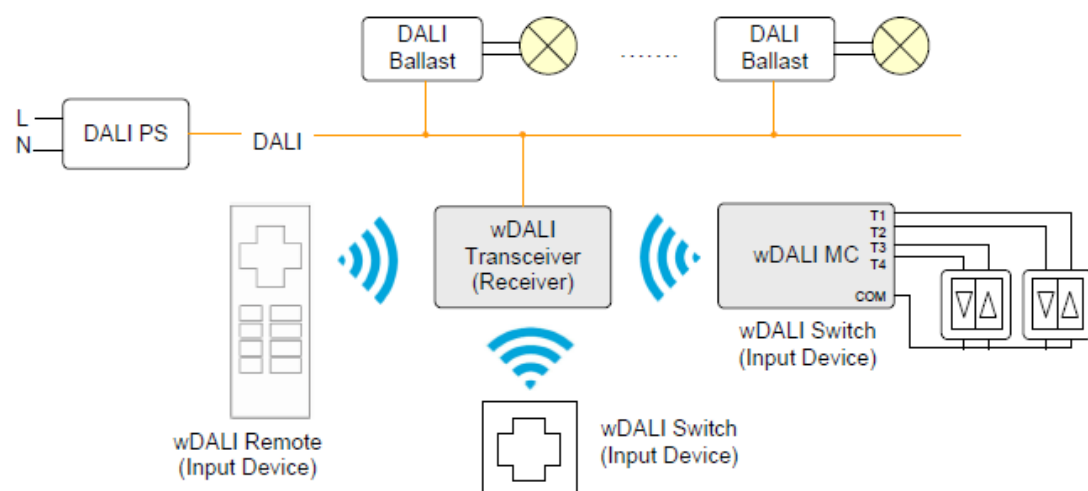 DALI
Ballast
.......
DALI
Ballast
L
N
DALI PS
DALI
wDALI
Transceiver
(Receiver)
wDALI MC
T1
T2
T3
T4
COM
wDALI Switch
(Input Device)
wDALI Remote
(Input Device)
wDALI Switch
(Input Device)